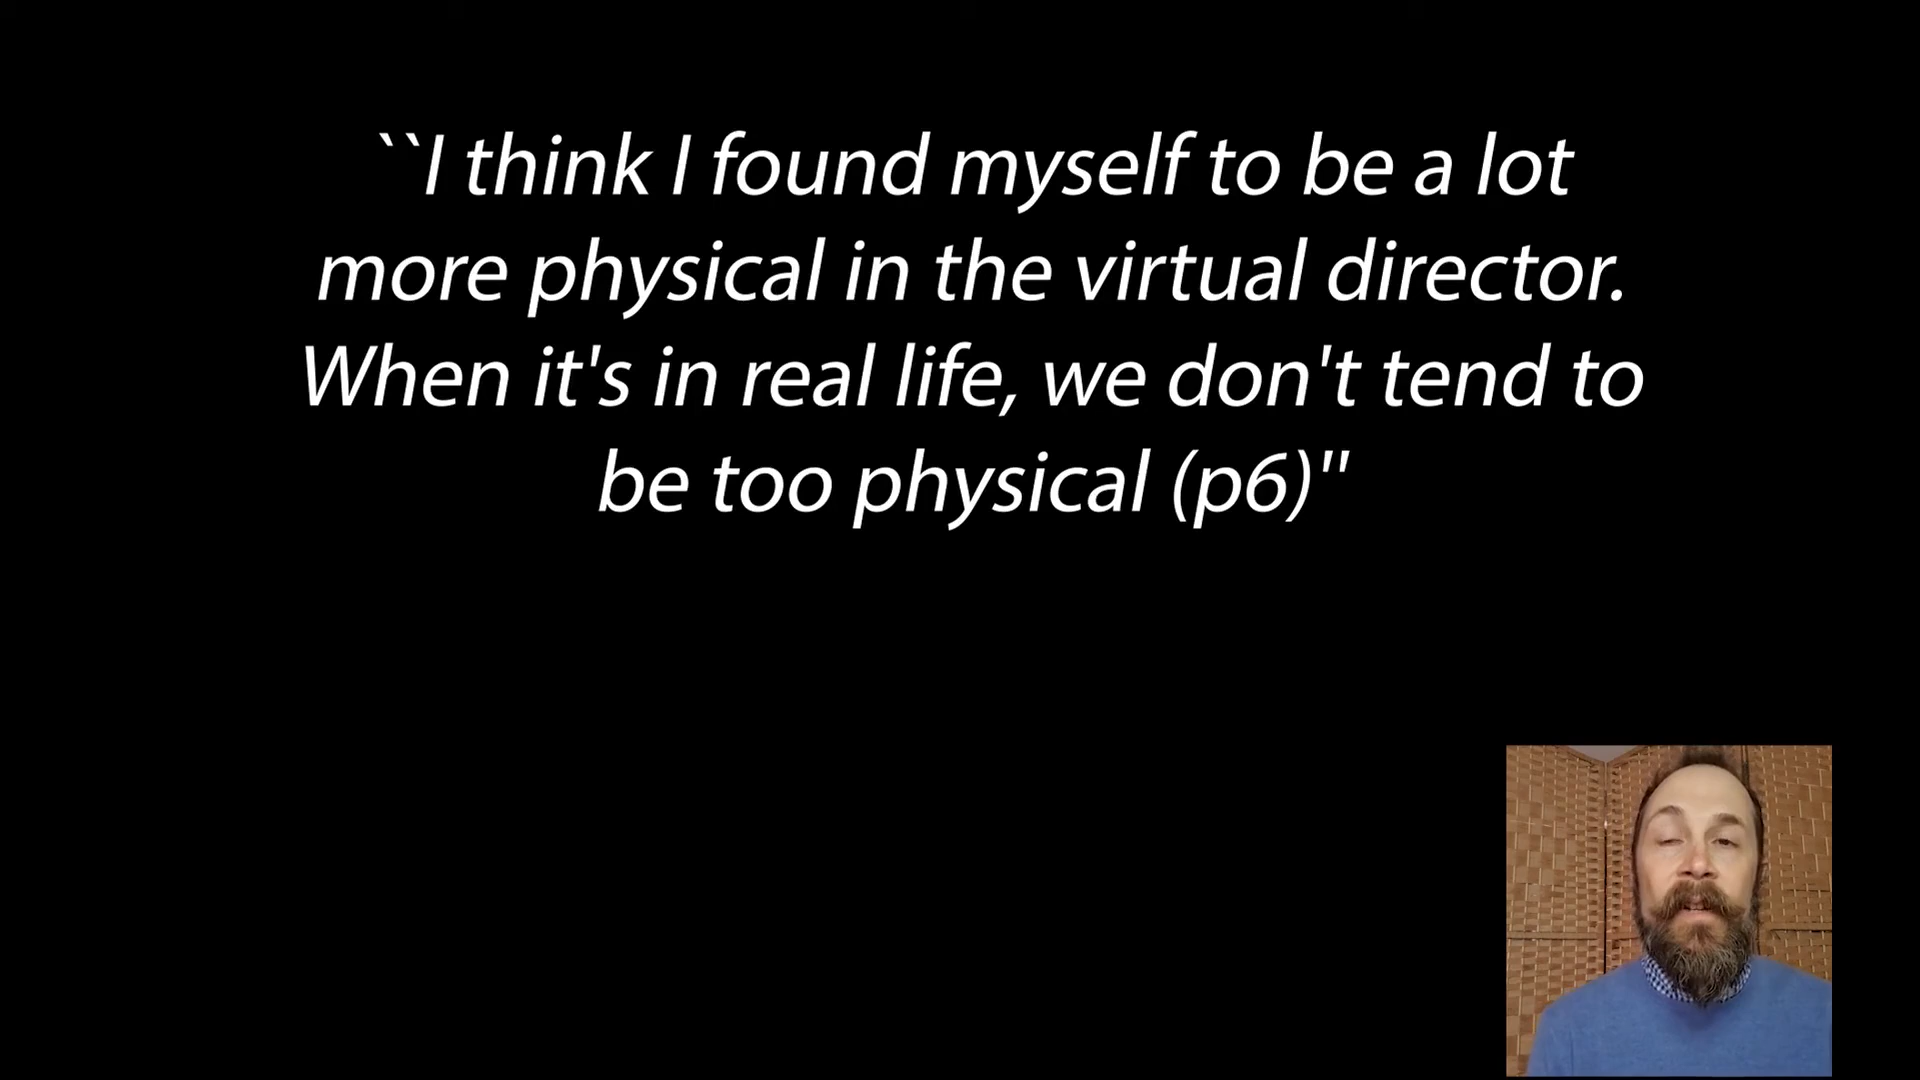 ``I think I found myself to be a lot
more physical in the virtual director.
When it's in real life, we don't tend to
be too physical (p6)''